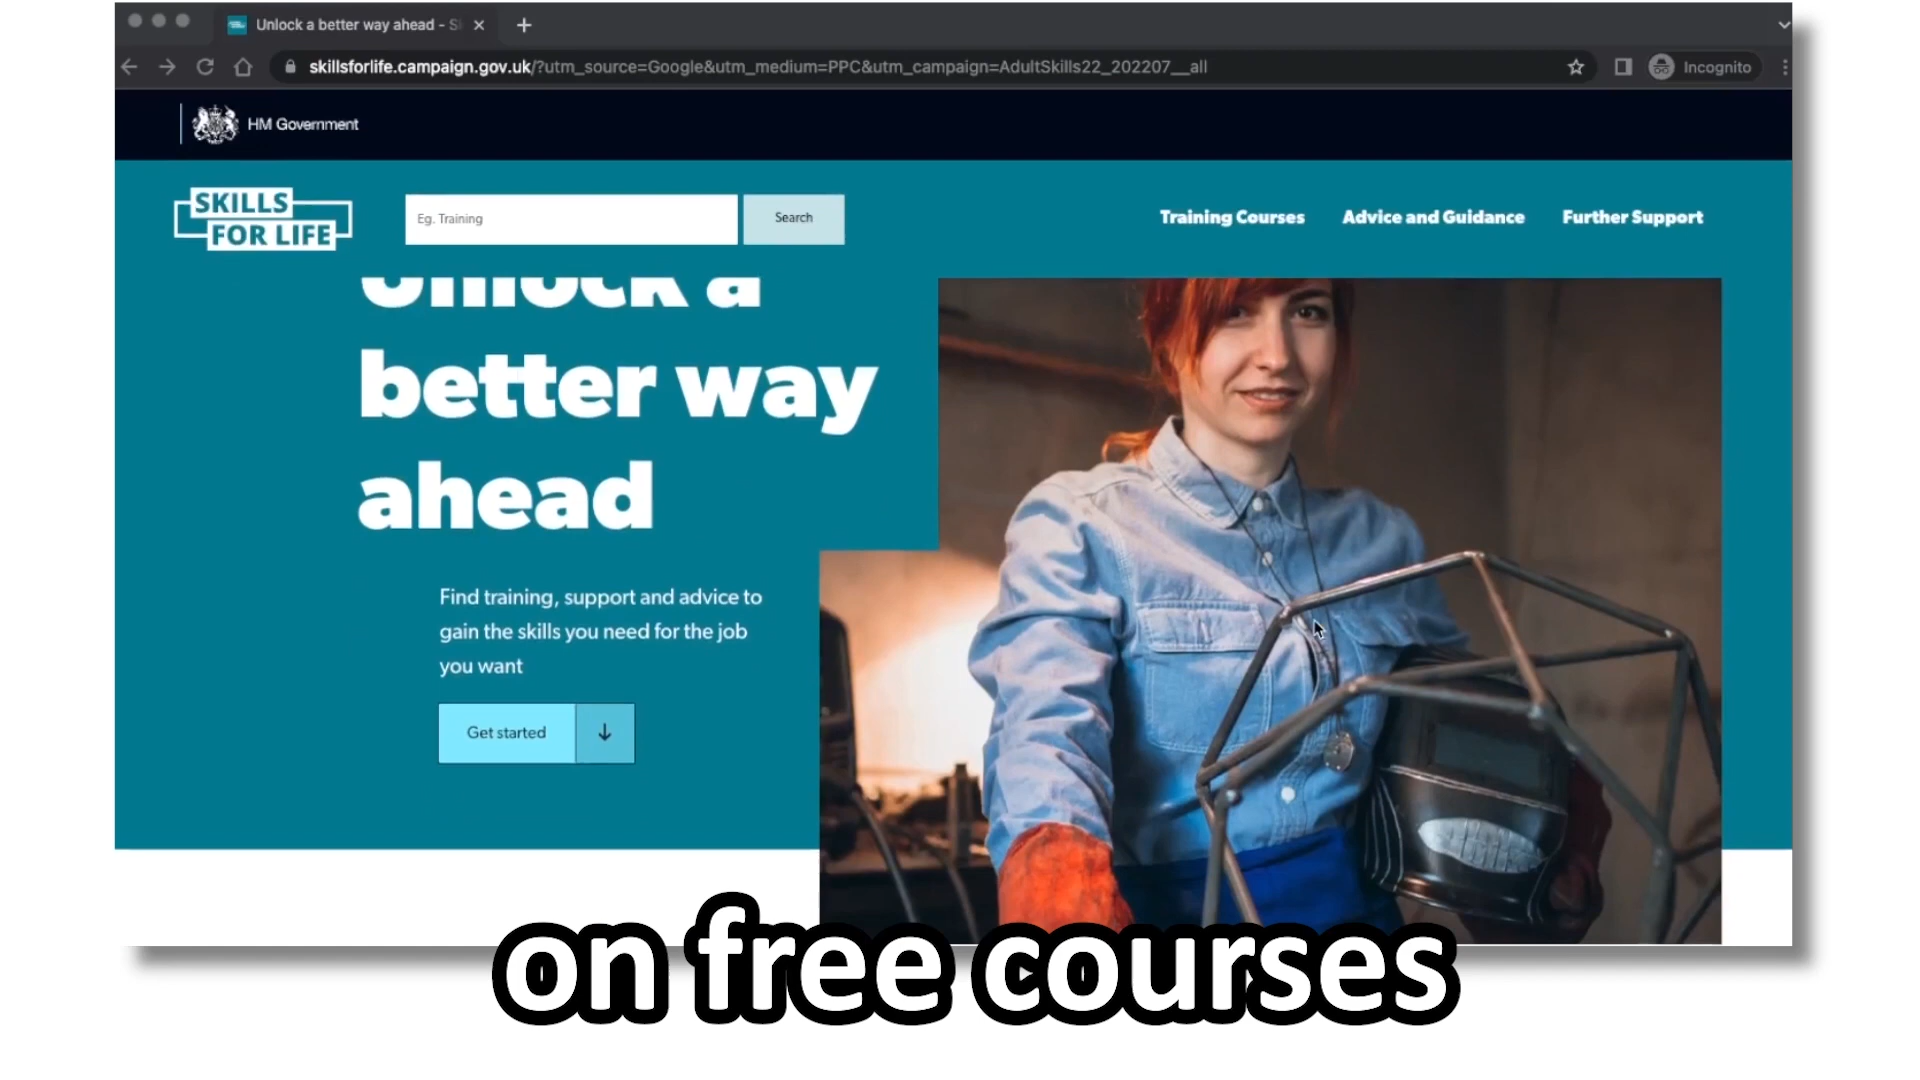 Unlock a better way ahead - S
skillsforlife.campaign.gov.uk/?utm_source=Google&utm_medium=PPC&utm_campaign=AdultSkills22_202207__all
Incognito
HM Government
SKILLS
FOR LIFE
Eg. Training
Search
Training Courses
Advice and Guidance
Further Support
Unlock a
better way
ahead
Find training, support and advice to
gain the skills you need for the job
you want
Get started
on free courses